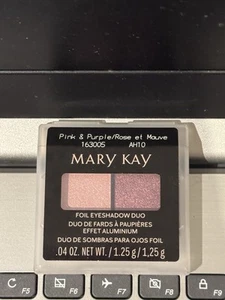 Pink & Purple/Rose et Mauve
163005 AH10
MARY KAY
FOIL EYESHADOW DUO
DUO DE FARDS À PAUPIÈRES
EFFET ALUMINIUM
DUO DE SOMBRAS PARA OJOS FOIL
.04 OZ. NET WT./1.25 g/1,25 g
F5 F6 F7 F8 F9